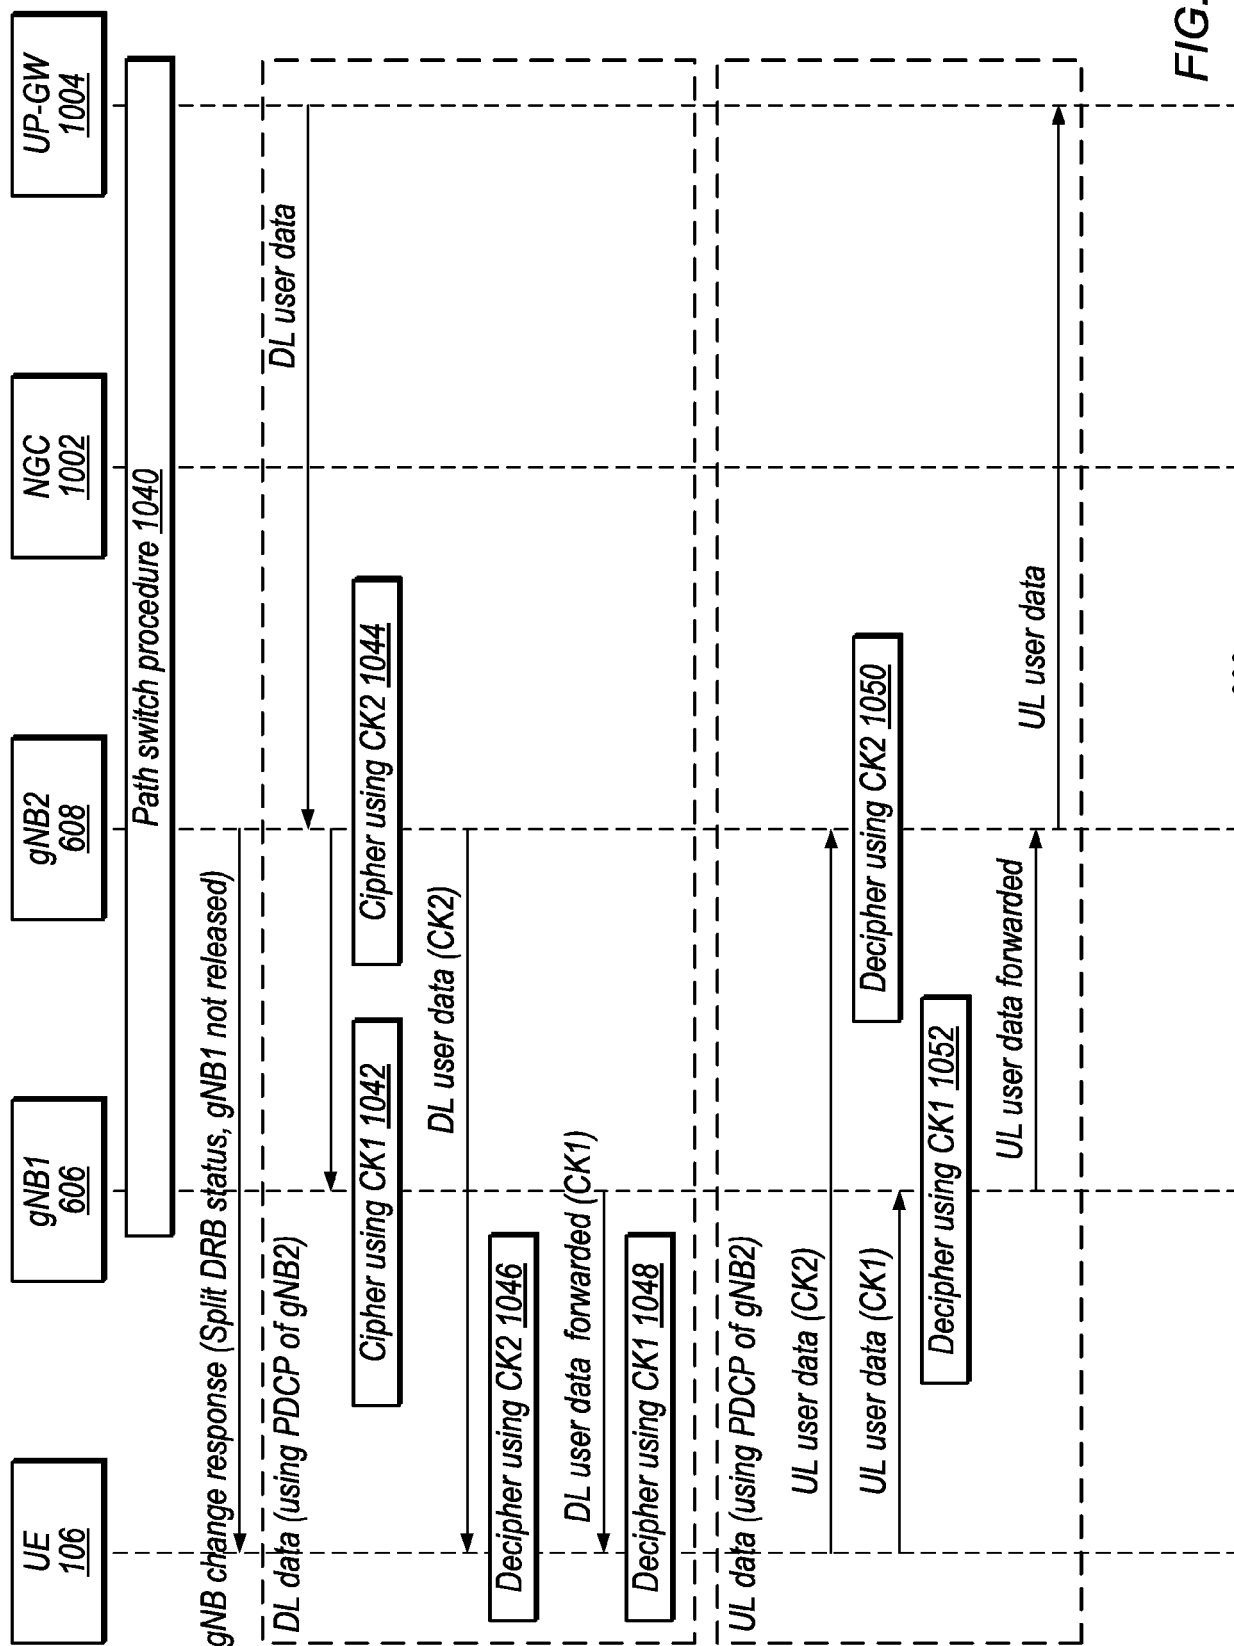 UE
106
gNB1
606
gNB2
608
NGC
1002
UP-GW
1004
Path switch procedure 1040
gNB change response (Split DRB status, gNB1 not released)
DL data (using PDCP of gNB2)
DL user data
Cipher using CK1 1042
Cipher using CK2 1044
DL user data (CK2)
Decipher using CK2 1046
DL user data forwarded (CK1)
Decipher using CK1 1048
UL data (using PDCP of gNB2)
UL user data (CK2)
Decipher using CK2 1050
UL user data (CK1)
Decipher using CK1 1052
UL user data forwarded
UL user data
FIG.